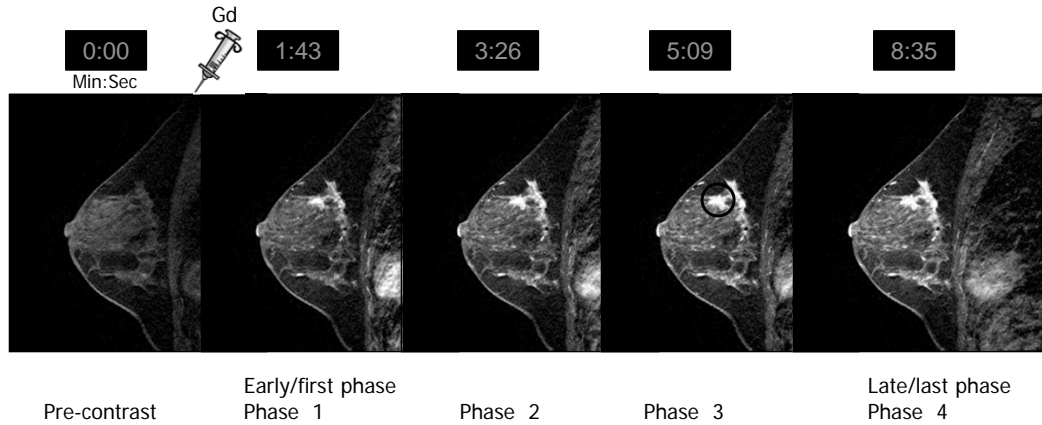 Gd
0:00
1:43
3:26
5:09
8:35
Min:Sec
Pre-contrast
Early/first phase
Phase 1
Phase 2
Phase 3
Late/last phase
Phase 4